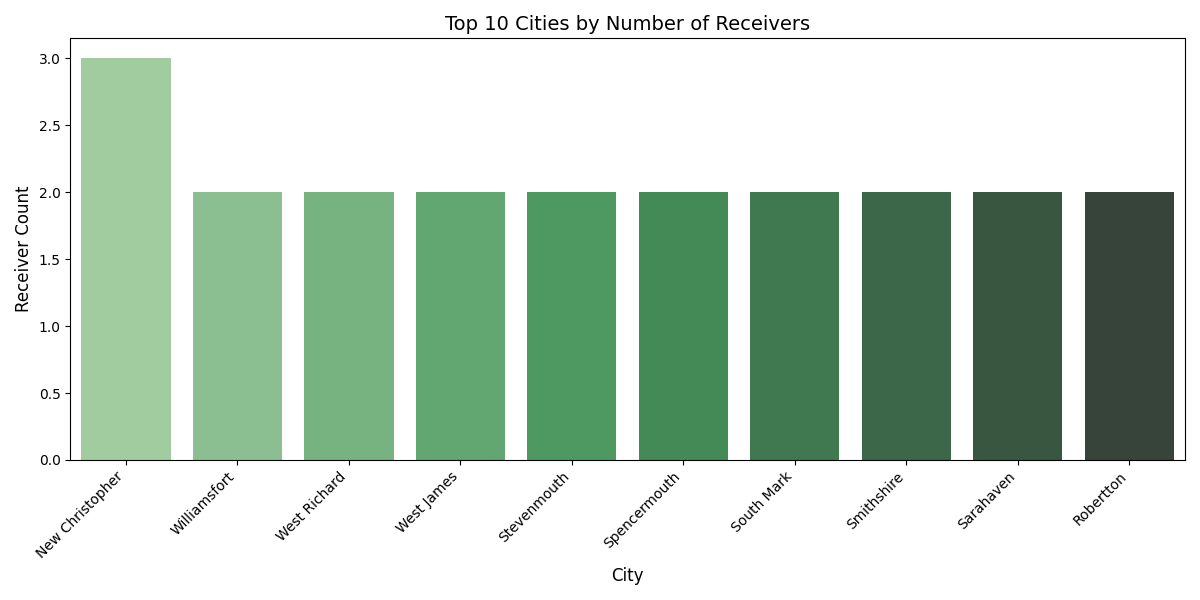 Top 10 Cities by Number of Receivers
Receiver Count
3.0
2.5
2.0
1.5
1.0
0.5
0.0
New Christopher
Williamsfort
West Richard
West James
Stevenmouth
Spencermouth
South Mark
Smithshire
Sarahaven
Robertton
City